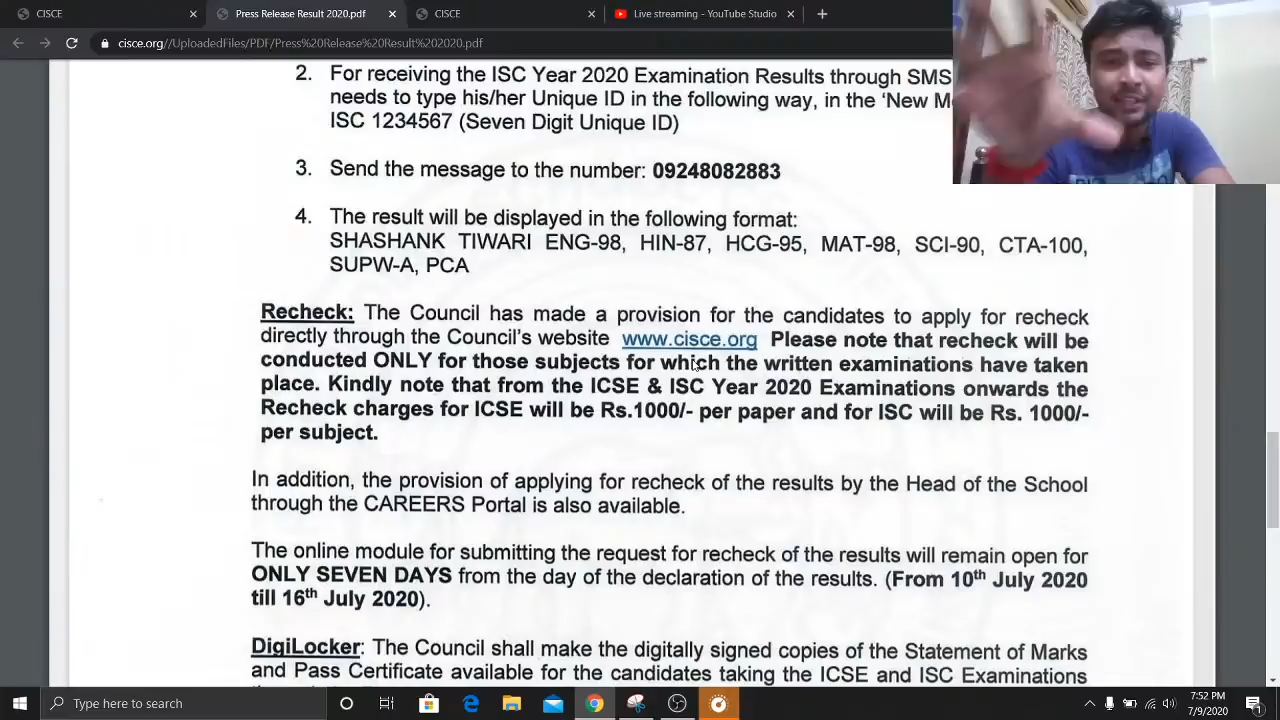 CISCE
Press Release Result 2020.pdf
CISCE
Live streaming - YouTube Studio
cisce.org//UploadedFiles/PDF/Press%20Release%20Result%202020.pdf
2. For receiving the ISC Year 2020 Examination Results through SMS
needs to type his/her Unique ID in the following way, in the 'New M
ISC 1234567 (Seven Digit Unique ID)
3. Send the message to the number: 09248082883
4. The result will be displayed in the following format:
SHASHANK TIWARI ENG-98, HIN-87, HCG-95, MAT-98, SCI-90, CTA-100,
SUPW-A, PCA
Recheck: The Council has made a provision for the candidates to apply for recheck
directly through the Council's website www.cisce.org Please note that recheck will be
conducted ONLY for those subjects for which the written examinations have taken
place. Kindly note that from the ICSE & ISC Year 2020 Examinations onwards the
Recheck charges for ICSE will be Rs.1000/- per paper and for ISC will be Rs. 1000/-
per subject.
In addition, the provision of applying for recheck of the results by the Head of the School
through the CAREERS Portal is also available.
The online module for submitting the request for recheck of the results will remain open for
ONLY SEVEN DAYS from the day of the declaration of the results. (From 10th July 2020
till 16th July 2020).
DigiLocker: The Council shall make the digitally signed copies of the Statement of Marks
and Pass Certificate available for the candidates taking the ICSE and ISC Examinations
Type here to search
7:52 PM
7/9/2020